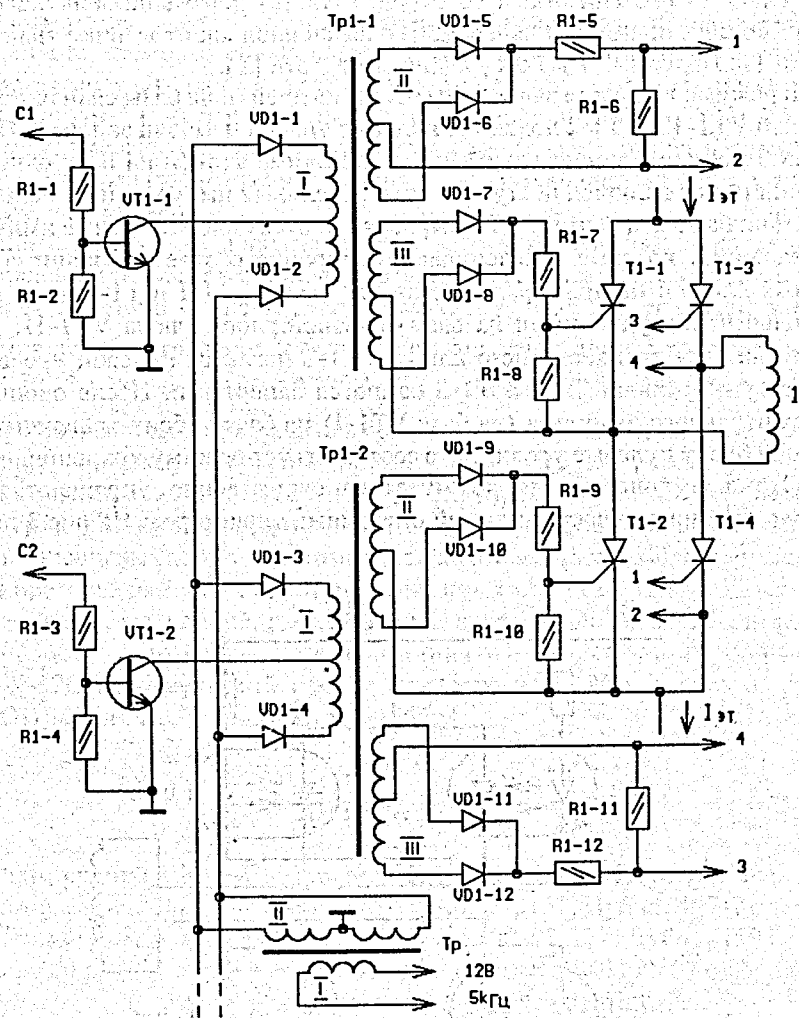 Тр1-1
VD1-5
R1-5
1
II
VD1-6
R1-6
C1
VD1-1
2
R1-1
VT1-1
I
VD1-7
I эт
R1-7
III
T1-1
T1-3
R1-2
VD1-2
VD1-8
3
R1-8
4
1
Тр1-2
VD1-9
R1-9
II
C2
VD1-3
VD1-10
T1-2
T1-4
R1-3
VT1-2
I
1
R1-10
2
VD1-4
I эт
R1-4
4
VD1-11
R1-11
III
R1-12
3
VD1-12
II
Тр
12В
I
5kГц